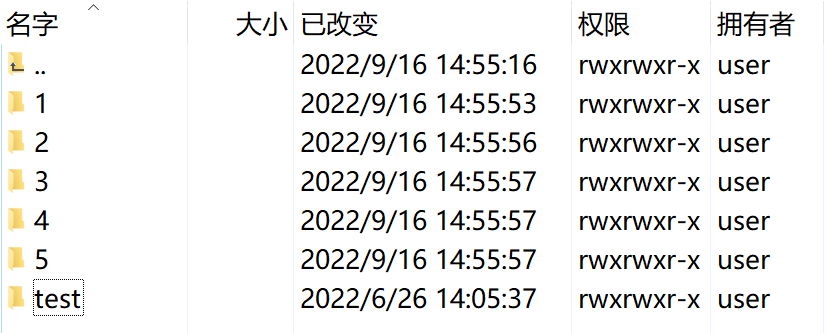 名字 大小 已改变 权限 拥有者
.. 2022/9/16 14:55:16 rwxrwxr-x user
1 2022/9/16 14:55:53 rwxrwxr-x user
2 2022/9/16 14:55:56 rwxrwxr-x user
3 2022/9/16 14:55:57 rwxrwxr-x user
4 2022/9/16 14:55:57 rwxrwxr-x user
5 2022/9/16 14:55:57 rwxrwxr-x user
test 2022/6/26 14:05:37 rwxrwxr-x user